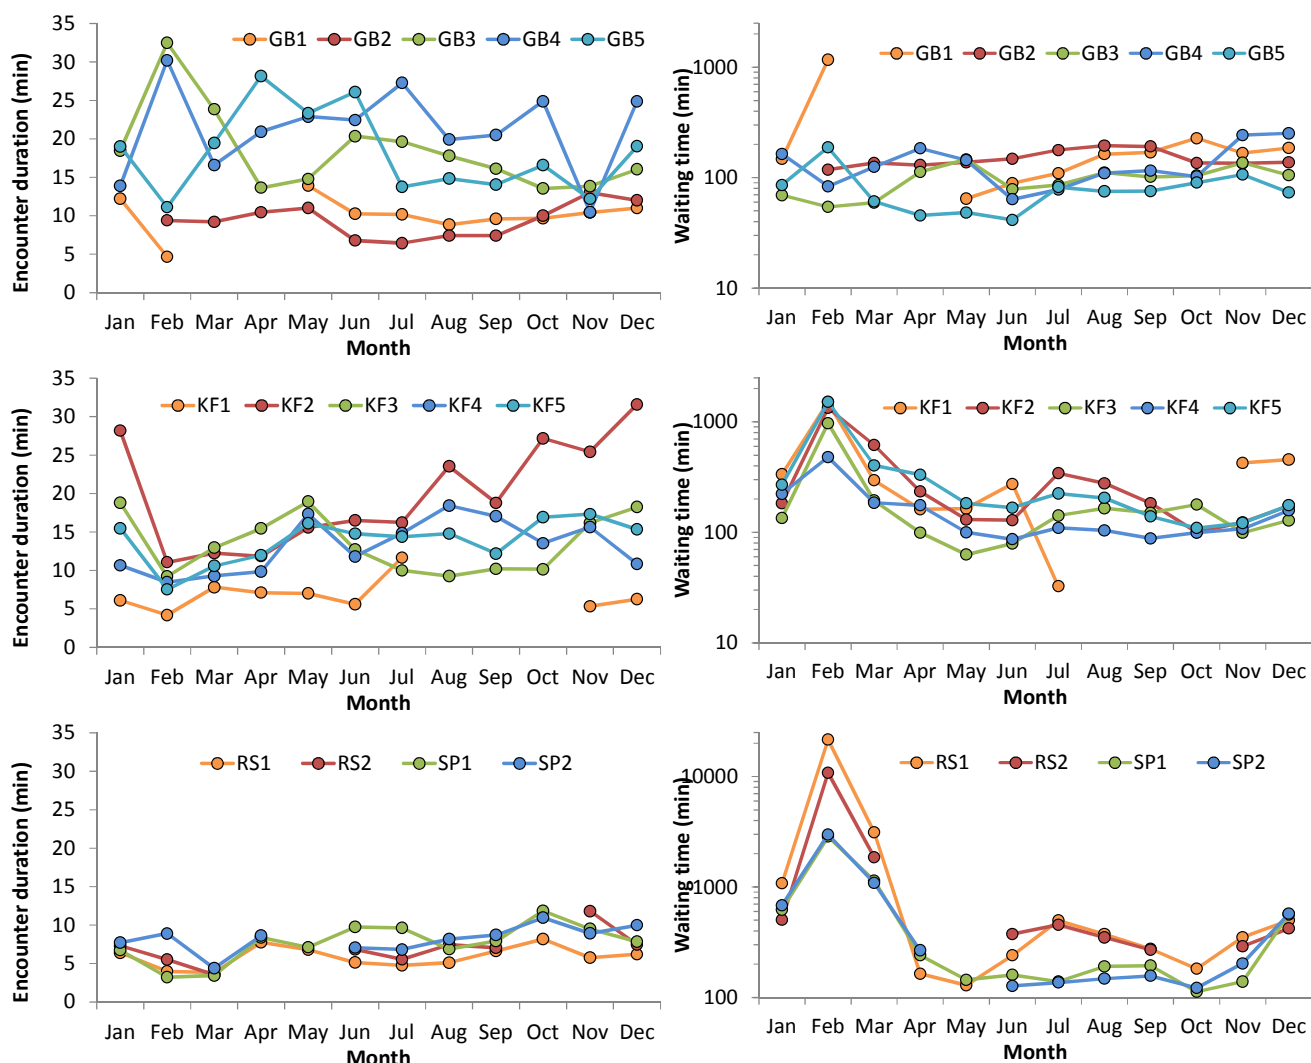 Encounter duration (min)
35
30
25
20
15
10
5
0
GB1 GB2 GB3 GB4 GB5
Jan Feb Mar Apr May Jun Jul Aug Sep Oct Nov Dec
Month
Waiting time (min)
1000
100
10
GB1 GB2 GB3 GB4 GB5
Jan Feb Mar Apr May Jun Jul Aug Sep Oct Nov Dec
Month
Encounter duration (min)
35
30
25
20
15
10
5
0
KF1 KF2 KF3 KF4 KF5
Jan Feb Mar Apr May Jun Jul Aug Sep Oct Nov Dec
Month
Waiting time (min)
1000
100
10
KF1 KF2 KF3 KF4 KF5
Jan Feb Mar Apr May Jun Jul Aug Sep Oct Nov Dec
Month
Encounter duration (min)
35
30
25
20
15
10
5
0
RS1 RS2 SP1 SP2
Jan Feb Mar Apr May Jun Jul Aug Sep Oct Nov Dec
Month
Waiting time (min)
10000
1000
100
RS1 RS2 SP1 SP2
Jan Feb Mar Apr May Jun Jul Aug Sep Oct Nov Dec
Month